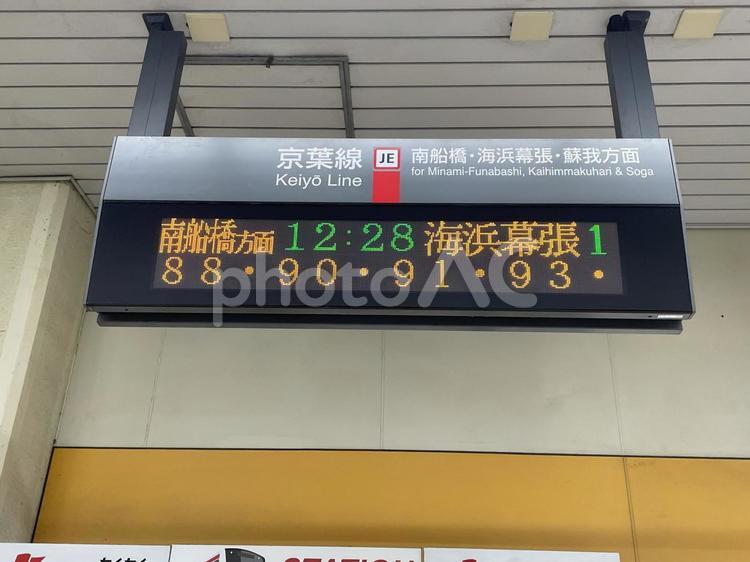 京葉線 JE 南船橋・海浜幕張・蘇我方面
Keiyō Line for Minami-Funabashi, Kaihimmakuhari & Soga
南船橋方面 12:28 海浜幕張 1
88・90・91・93・
photoAC
STATION